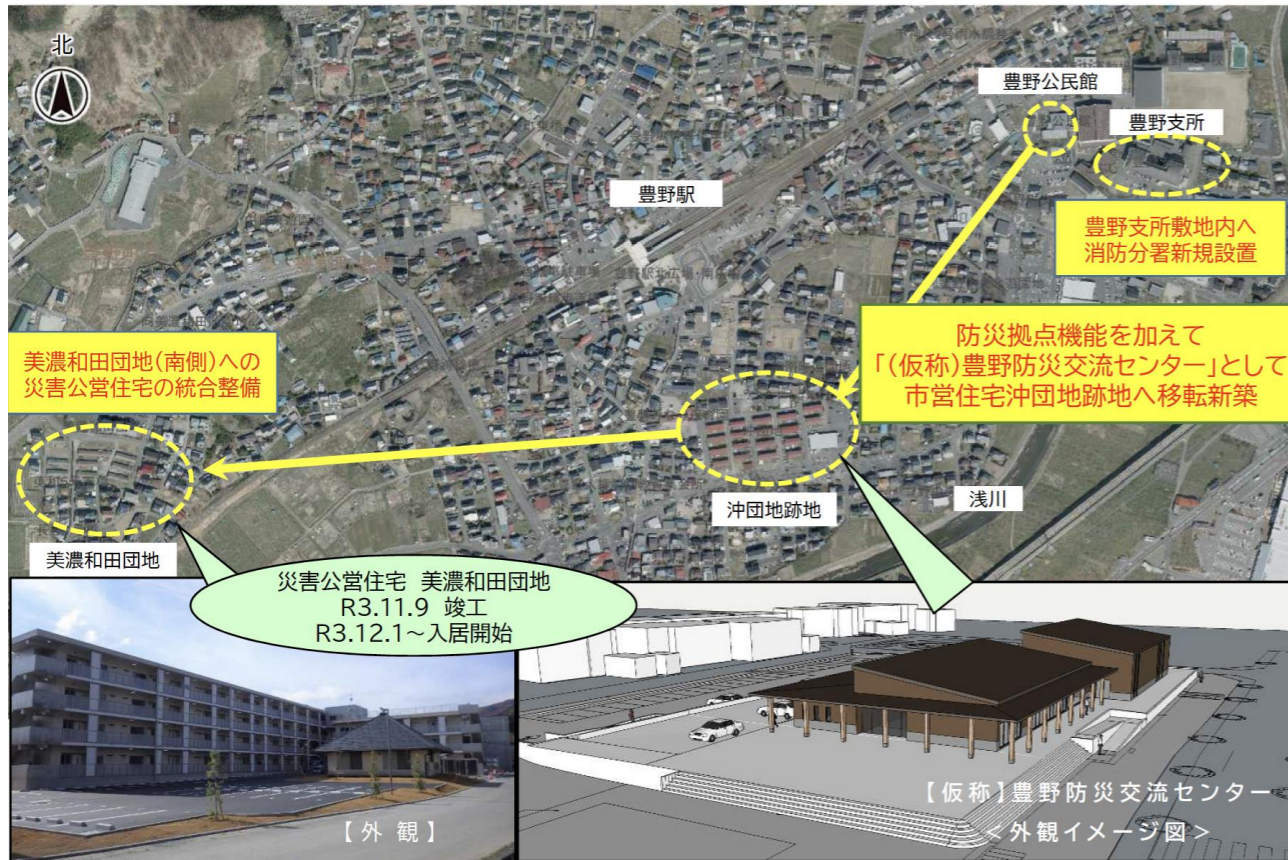 北
豊野公民館
豊野支所
豊野駅
豊野支所敷地内へ
消防分署新規設置
防災拠点機能を加えて
「(仮称)豊野防災交流センター」として
市営住宅沖団地跡地へ移転新築
美濃和田団地(南側)への
災害公営住宅の統合整備
沖団地跡地
浅川
美濃和田団地
災害公営住宅 美濃和田団地
R3.11.9 竣工
R3.12.1~入居開始
【外観】
【仮称】豊野防災交流センター
<外観イメージ図>